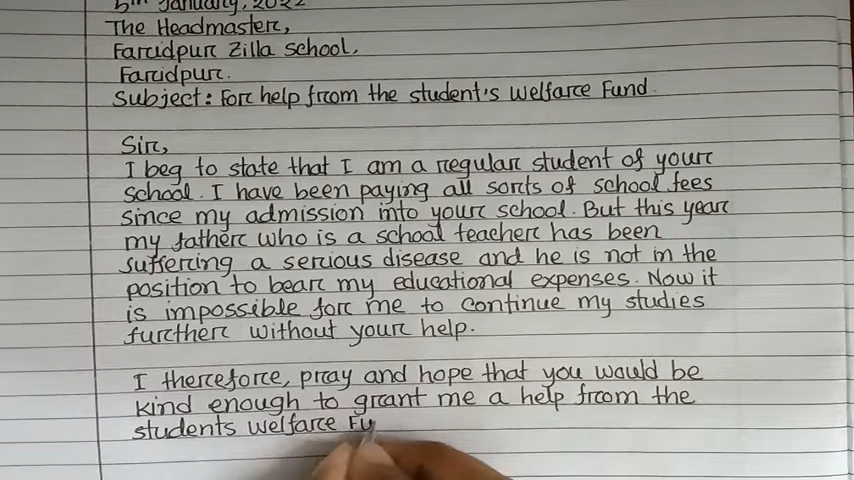 5th January, 2022
The Headmaster,
Faridpur Zilla School,
Faridpur.
Subject: For help from the student's welfare Fund.
Sir,
I beg to state that I am a regular student of your
school. I have been paying all sorts of school fees
since my admission into your school. But this year
my father who is a school teacher has been
suffering a serious disease and he is not in the
position to bear my educational expenses. Now it
is impossible for me to continue my studies
further without your help.
I therefore, pray and hope that you would be
kind enough to grant me a help from the
students welfare Fu